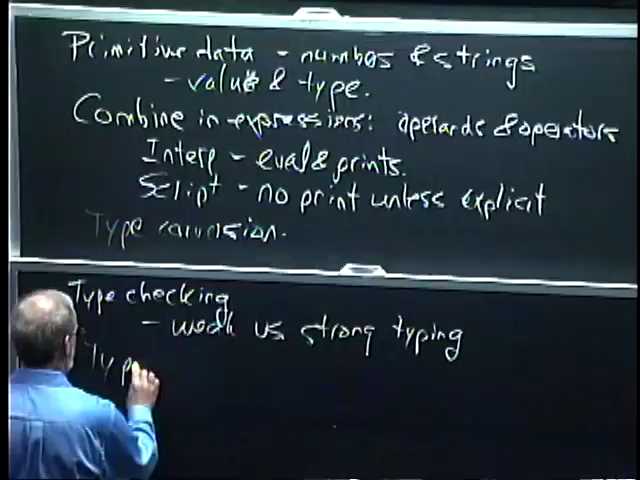 Primitive data - numbers & strings
- value & type.
Combine in expressions: operands & operators
Interp - eval & prints.
Script - no print unless explicit
Type conversion.
Type checking
- weak vs strong typing
Typ